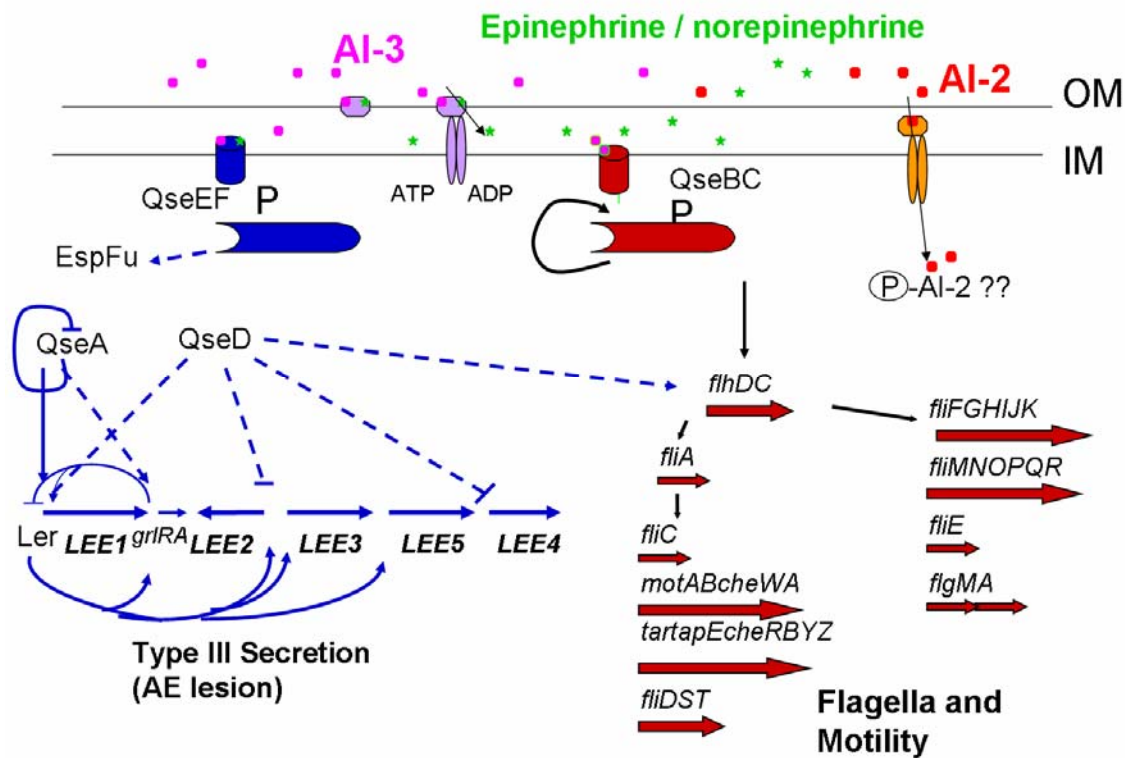 Epinephrine / norepinephrine
AI-3
AI-2
OM
IM
QseEF
P
ATP
ADP
QseBC
P
EspFu
P-AI-2 ??
QseA
QseD
flhDC
fliFGHIJK
fliA
fliMNOPQR
Ler LEE1 grlRA LEE2 LEE3 LEE5 LEE4
fliC
fliE
motABcheWA
flgMA
tartapEcheRBYZ
Type III Secretion
(AE lesion)
fliDST
Flagella and
Motility